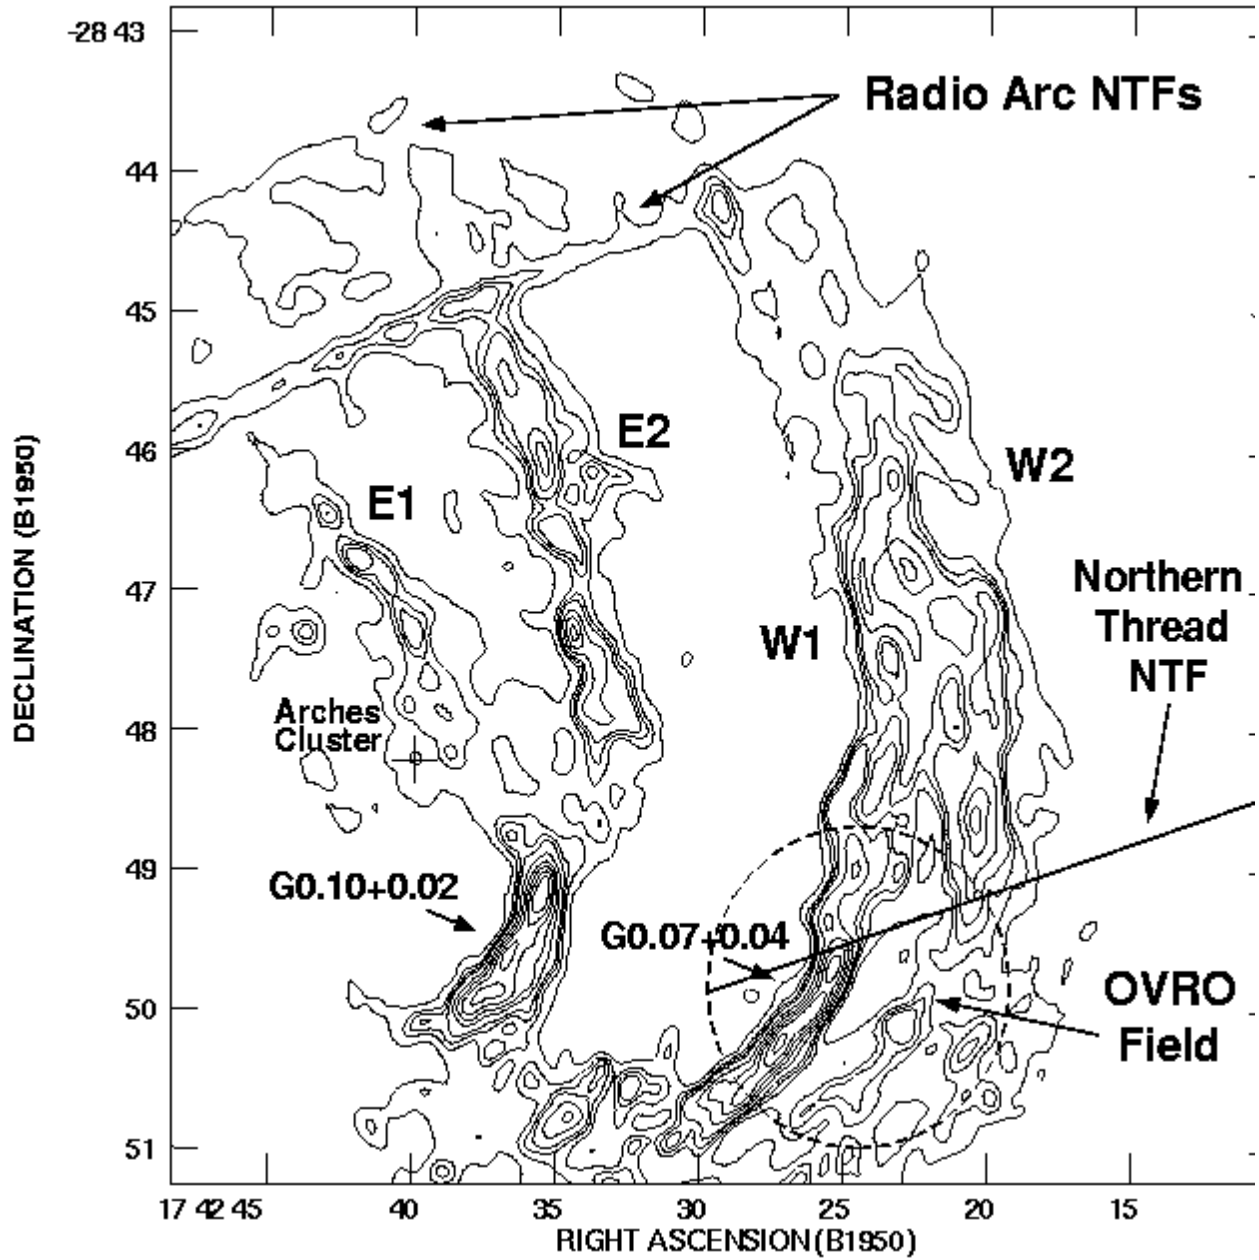 -28 43
Radio Arc NTFs
44
45
E2
46
W2
E1
DECLINATION (B1950)
47
Northern
Thread
NTF
W1
Arches
Cluster
48
49
G0.10+0.02
G0.07+0.04
50
OVRO
Field
51
17 42 45 40 35 30 25 20 15
RIGHT ASCENSION (B1950)